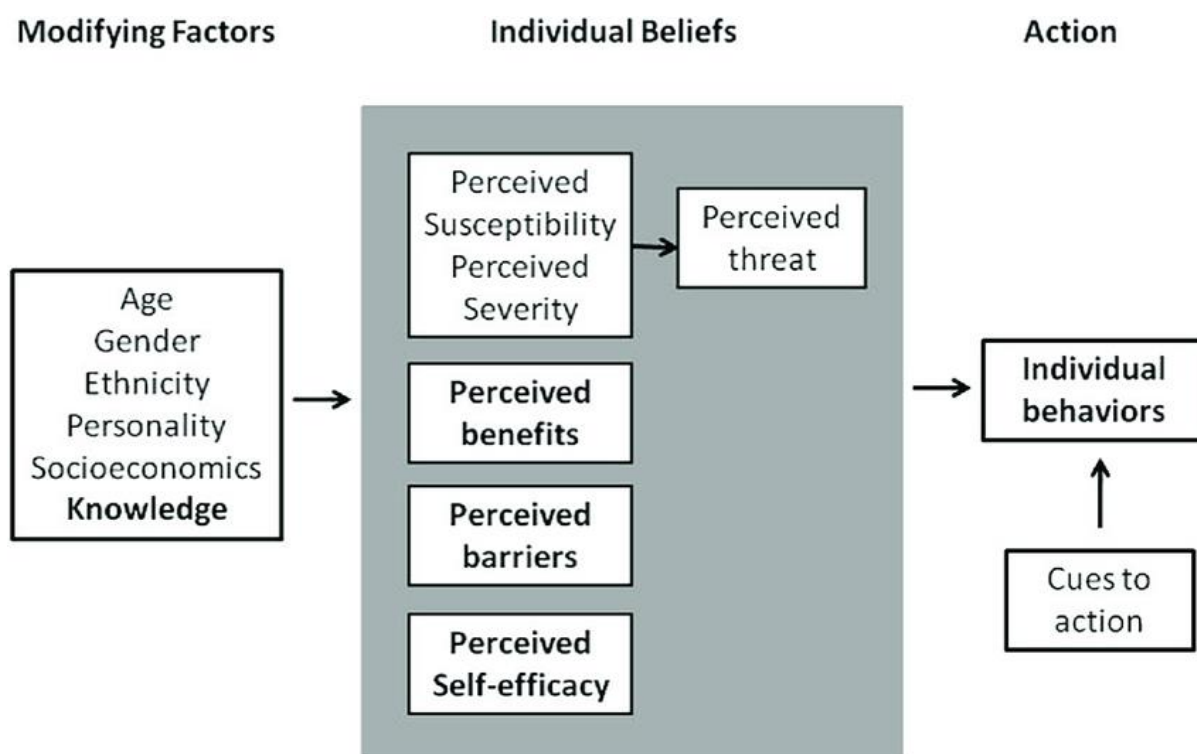 Modifying Factors
Individual Beliefs
Action
Age
Gender
Ethnicity
Personality
Socioeconomics
Knowledge
Perceived
Susceptibility
Perceived
Severity
Perceived
threat
Perceived
benefits
Perceived
barriers
Perceived
Self-efficacy
Individual
behaviors
Cues to
action